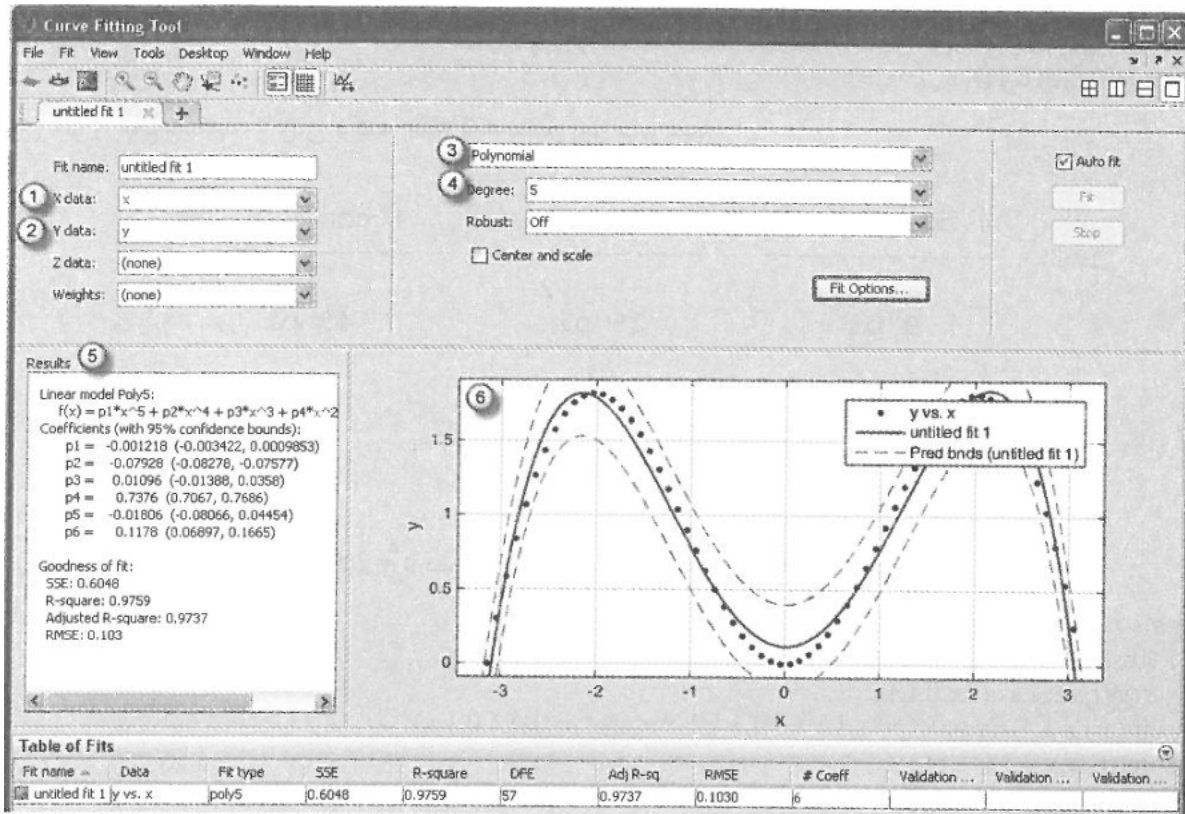 Curve Fitting Tool
File Fit View Tools Desktop Window Help
untitled fit 1
Fit name: untitled fit 1
1 X data: x
2 Y data: y
Z data: (none)
Weights: (none)
3 Polynomial
4 Degree: 5
Robust: Off
Center and scale
Fit Options...
Auto fit
Fit
Stop
Results 5
Linear model Poly5:
f(x) = p1*x^5 + p2*x^4 + p3*x^3 + p4*x^2
Coefficients (with 95% confidence bounds):
p1 = -0.001218 (-0.003422, 0.0009853)
p2 = -0.07928 (-0.08278, -0.07577)
p3 = 0.01096 (-0.01388, 0.0358)
p4 = 0.7376 (0.7067, 0.7686)
p5 = -0.01806 (-0.08066, 0.04454)
p6 = 0.1178 (0.06897, 0.1665)
Goodness of fit:
SSE: 0.6048
R-square: 0.9759
Adjusted R-square: 0.9737
RMSE: 0.103
6
y vs. x
untitled fit 1
Pred bnds (untitled fit 1)
1.5
1
0.5
0
y
-3 -2 -1 0 1 2 3
x
Table of Fits
Fit name Data Fit type SSE R-square DFE Adj R-sq RMSE # Coeff Validation ... Validation ... Validation ...
untitled fit 1 y vs. x poly5 0.6048 0.9759 57 0.9737 0.1030 6